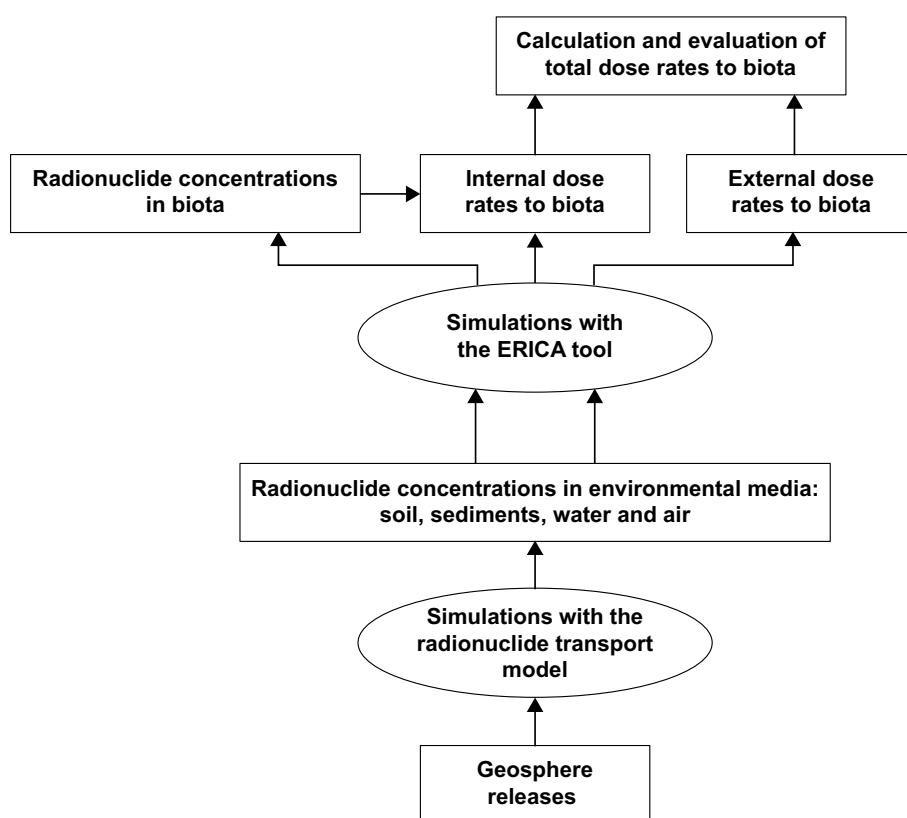 Calculation and evaluation of
total dose rates to biota
Radionuclide concentrations
in biota
Internal dose
rates to biota
External dose
rates to biota
Simulations with
the ERICA tool
Radionuclide concentrations in environmental media:
soil, sediments, water and air
Simulations with the
radionuclide transport
model
Geosphere
releases